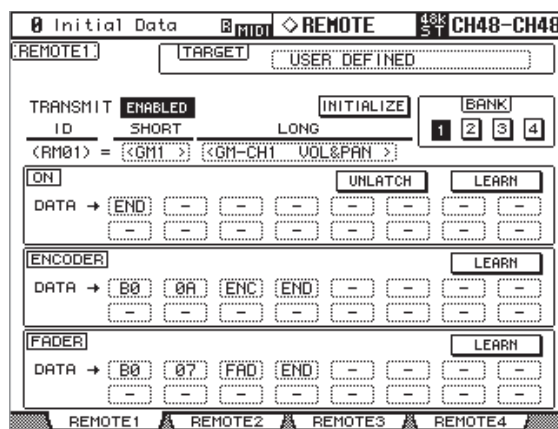 0 Initial Data B MIDI ◇REMOTE 48K ST CH48-CH48
REMOTE1 TARGET USER DEFINED
TRANSMIT ENABLED INITIALIZE BANK
ID SHORT LONG 1 2 3 4
(RM01) = <GM1 > <GM-CH1 VOL&PAN >
ON UNLATCH LEARN
DATA → END - - - - - - -
- - - - - - - -
ENCODER LEARN
DATA → B0 0A ENC END - - - -
- - - - - - - -
FADER LEARN
DATA → B0 07 FAD END - - - -
- - - - - - - -
REMOTE1 REMOTE2 REMOTE3 REMOTE4